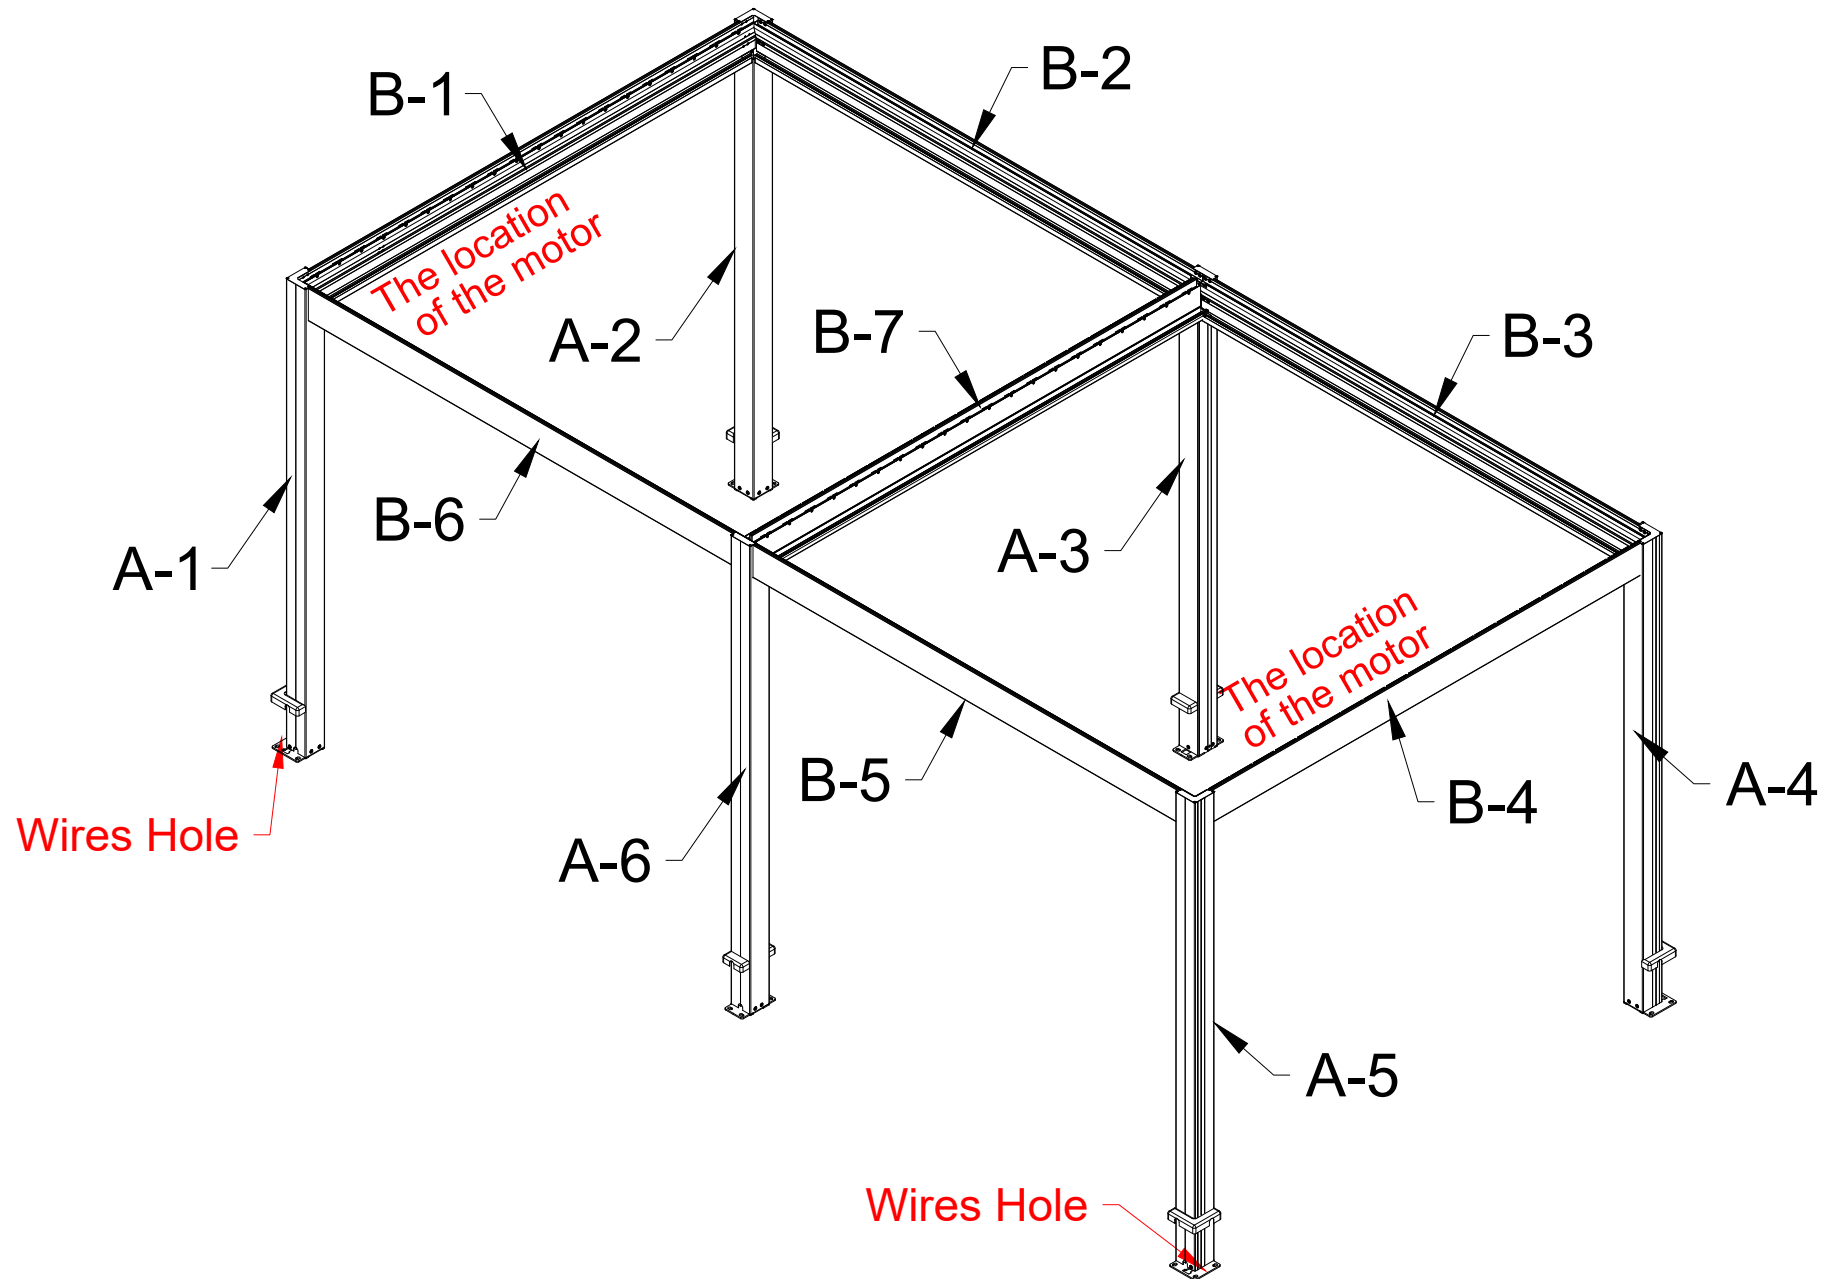 B-2
B-1
The location
of the motor
A-2
B-7
B-3
B-6
A-1
A-3
The location
of the motor
B-5
B-4
A-4
Wires Hole
A-6
A-5
Wires Hole